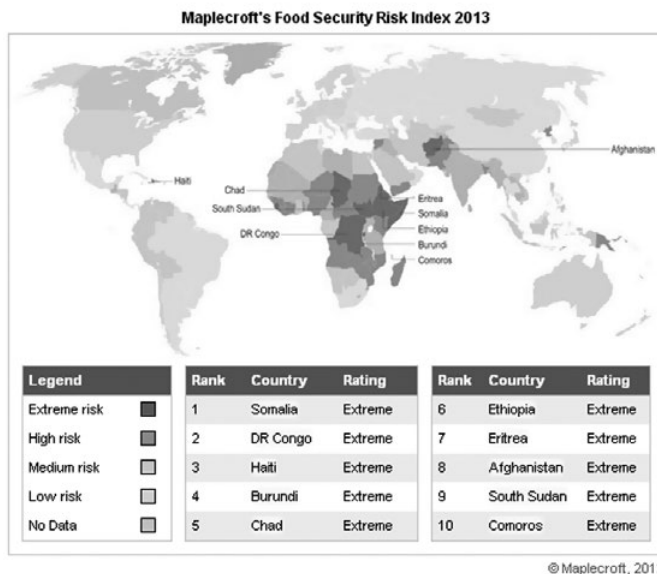 Maplecroft's Food Security Risk Index 2013
Afghanistan
Haiti
Chad
South Sudan
DR Congo
Eritrea
Somalia
Ethiopia
Burundi
Comoros
Legend
Extreme risk
High risk
Medium risk
Low risk
No Data
Rank Country Rating
1 Somalia Extreme
2 DR Congo Extreme
3 Haiti Extreme
4 Burundi Extreme
5 Chad Extreme
Rank Country Rating
6 Ethiopia Extreme
7 Eritrea Extreme
8 Afghanistan Extreme
9 South Sudan Extreme
10 Comoros Extreme
© Maplecroft, 201